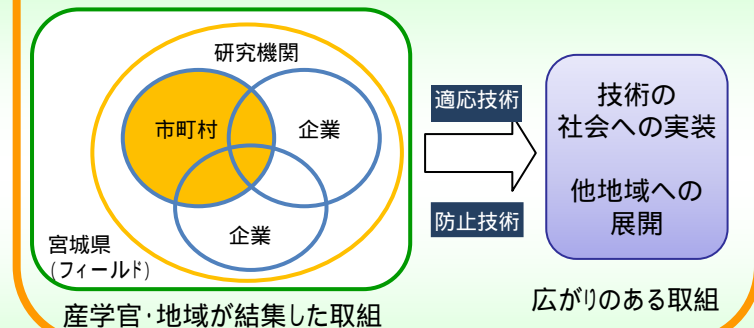 研究機関
市町村
企業
企業
宮城県
(フィールド)
産学官･地域が結集した取組
適応技術
防止技術
技術の
社会への実装
他地域への
展開
広がりのある取組